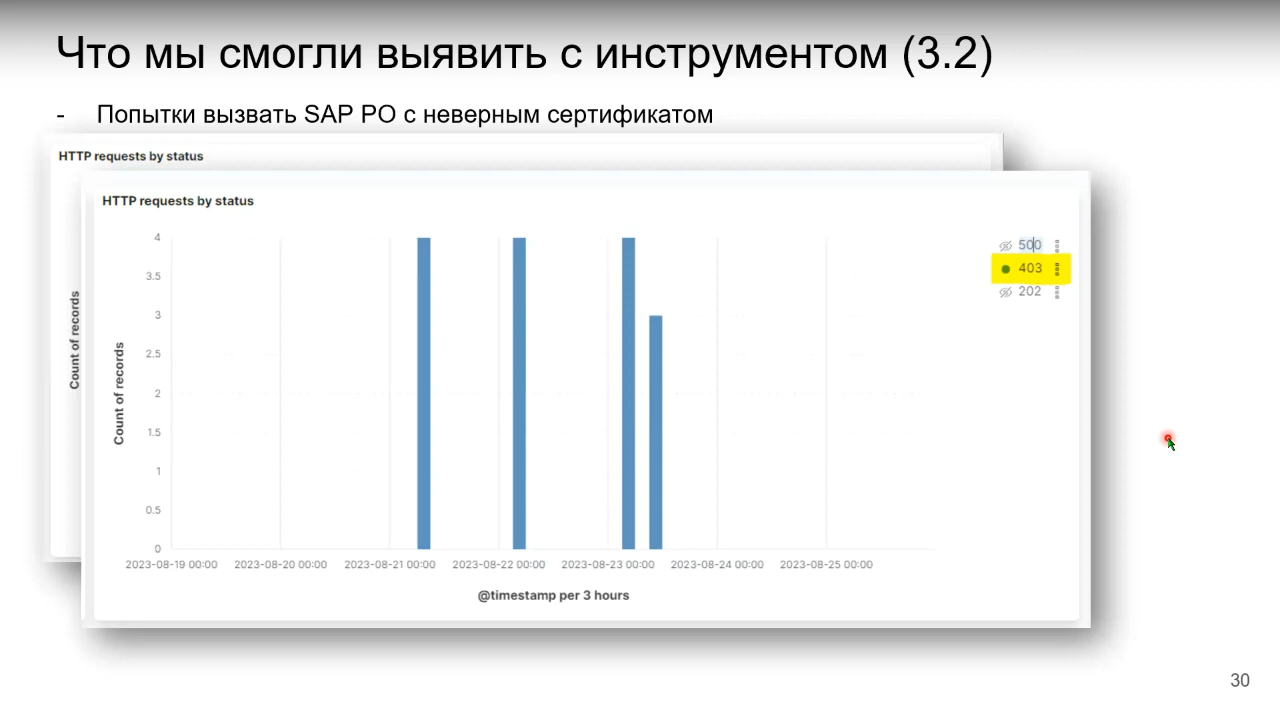 Что мы смогли выявить с инструментом (3.2)
- Попытки вызвать SAP PO с неверным сертификатом
HTTP requests by status
HTTP requests by status
Count of records
Count of records
4
3.5
3
2.5
2
1.5
1
0.5
0
500
403
202
2023-08-19 00:00 2023-08-20 00:00 2023-08-21 00:00 2023-08-22 00:00 2023-08-23 00:00 2023-08-24 00:00 2023-08-25 00:00
@timestamp per 3 hours
30